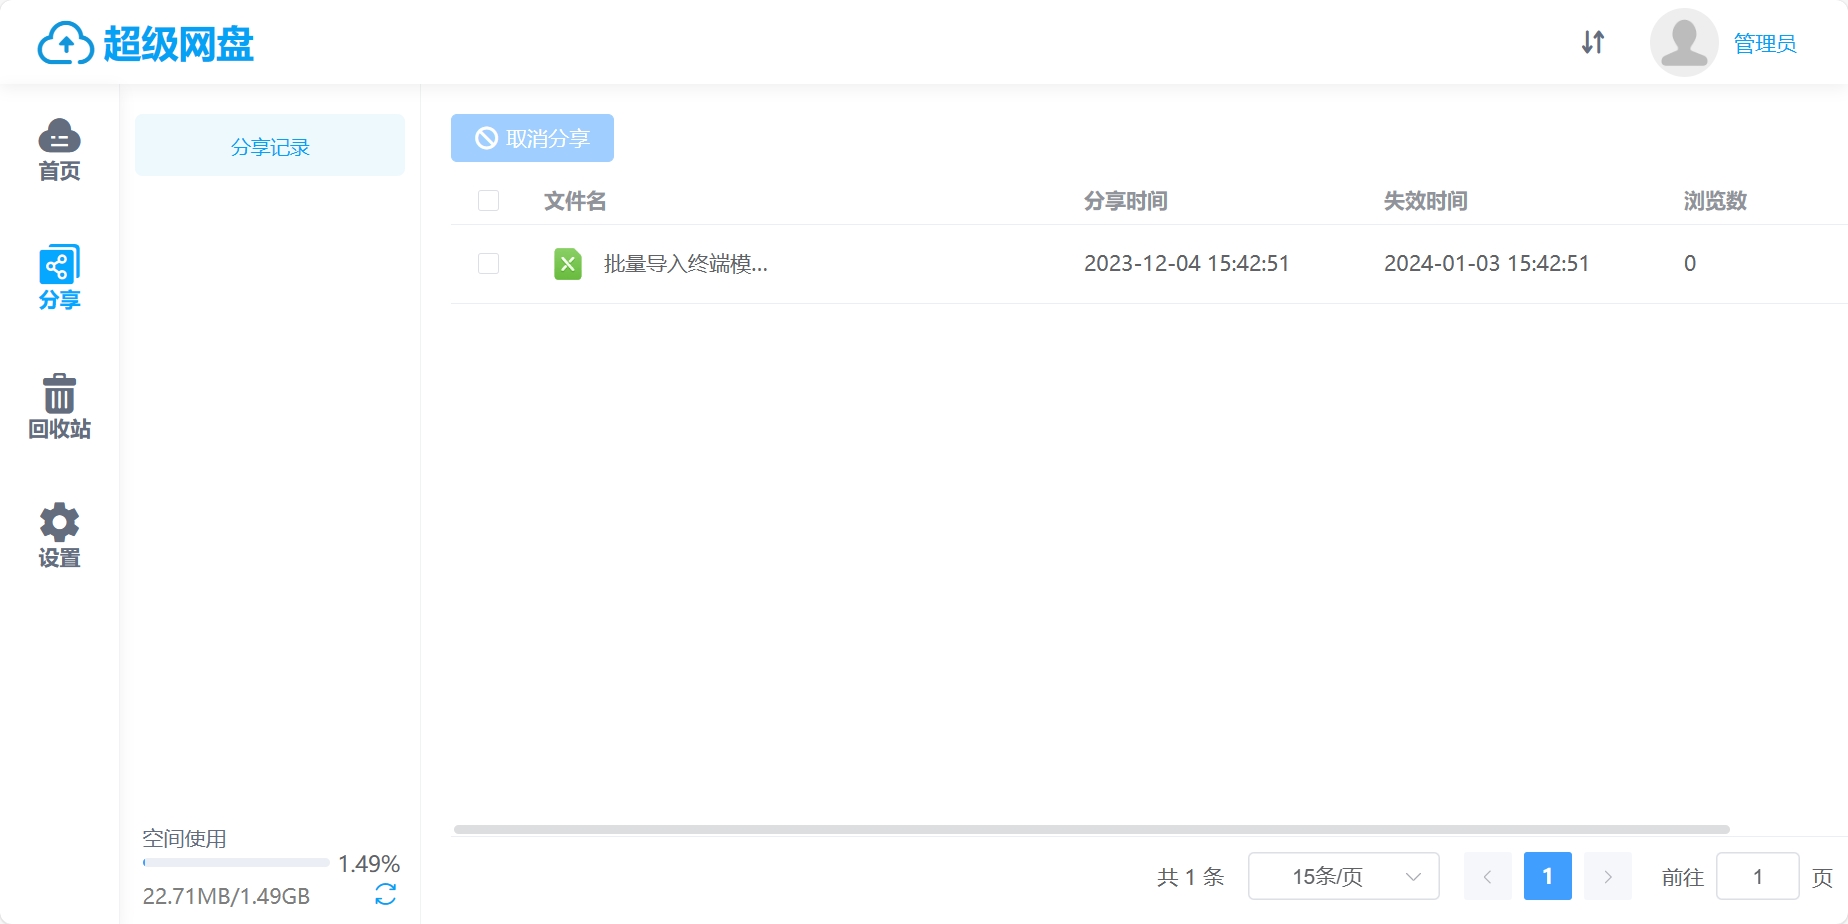 超级网盘
管理员
首页
分享
回收站
设置
分享记录
空间使用
1.49%
22.71MB/1.49GB
取消分享
文件名 分享时间 失效时间 浏览数
批量导入终端模... 2023-12-04 15:42:51 2024-01-03 15:42:51 0
共 1 条 15条/页 1 前往 1 页